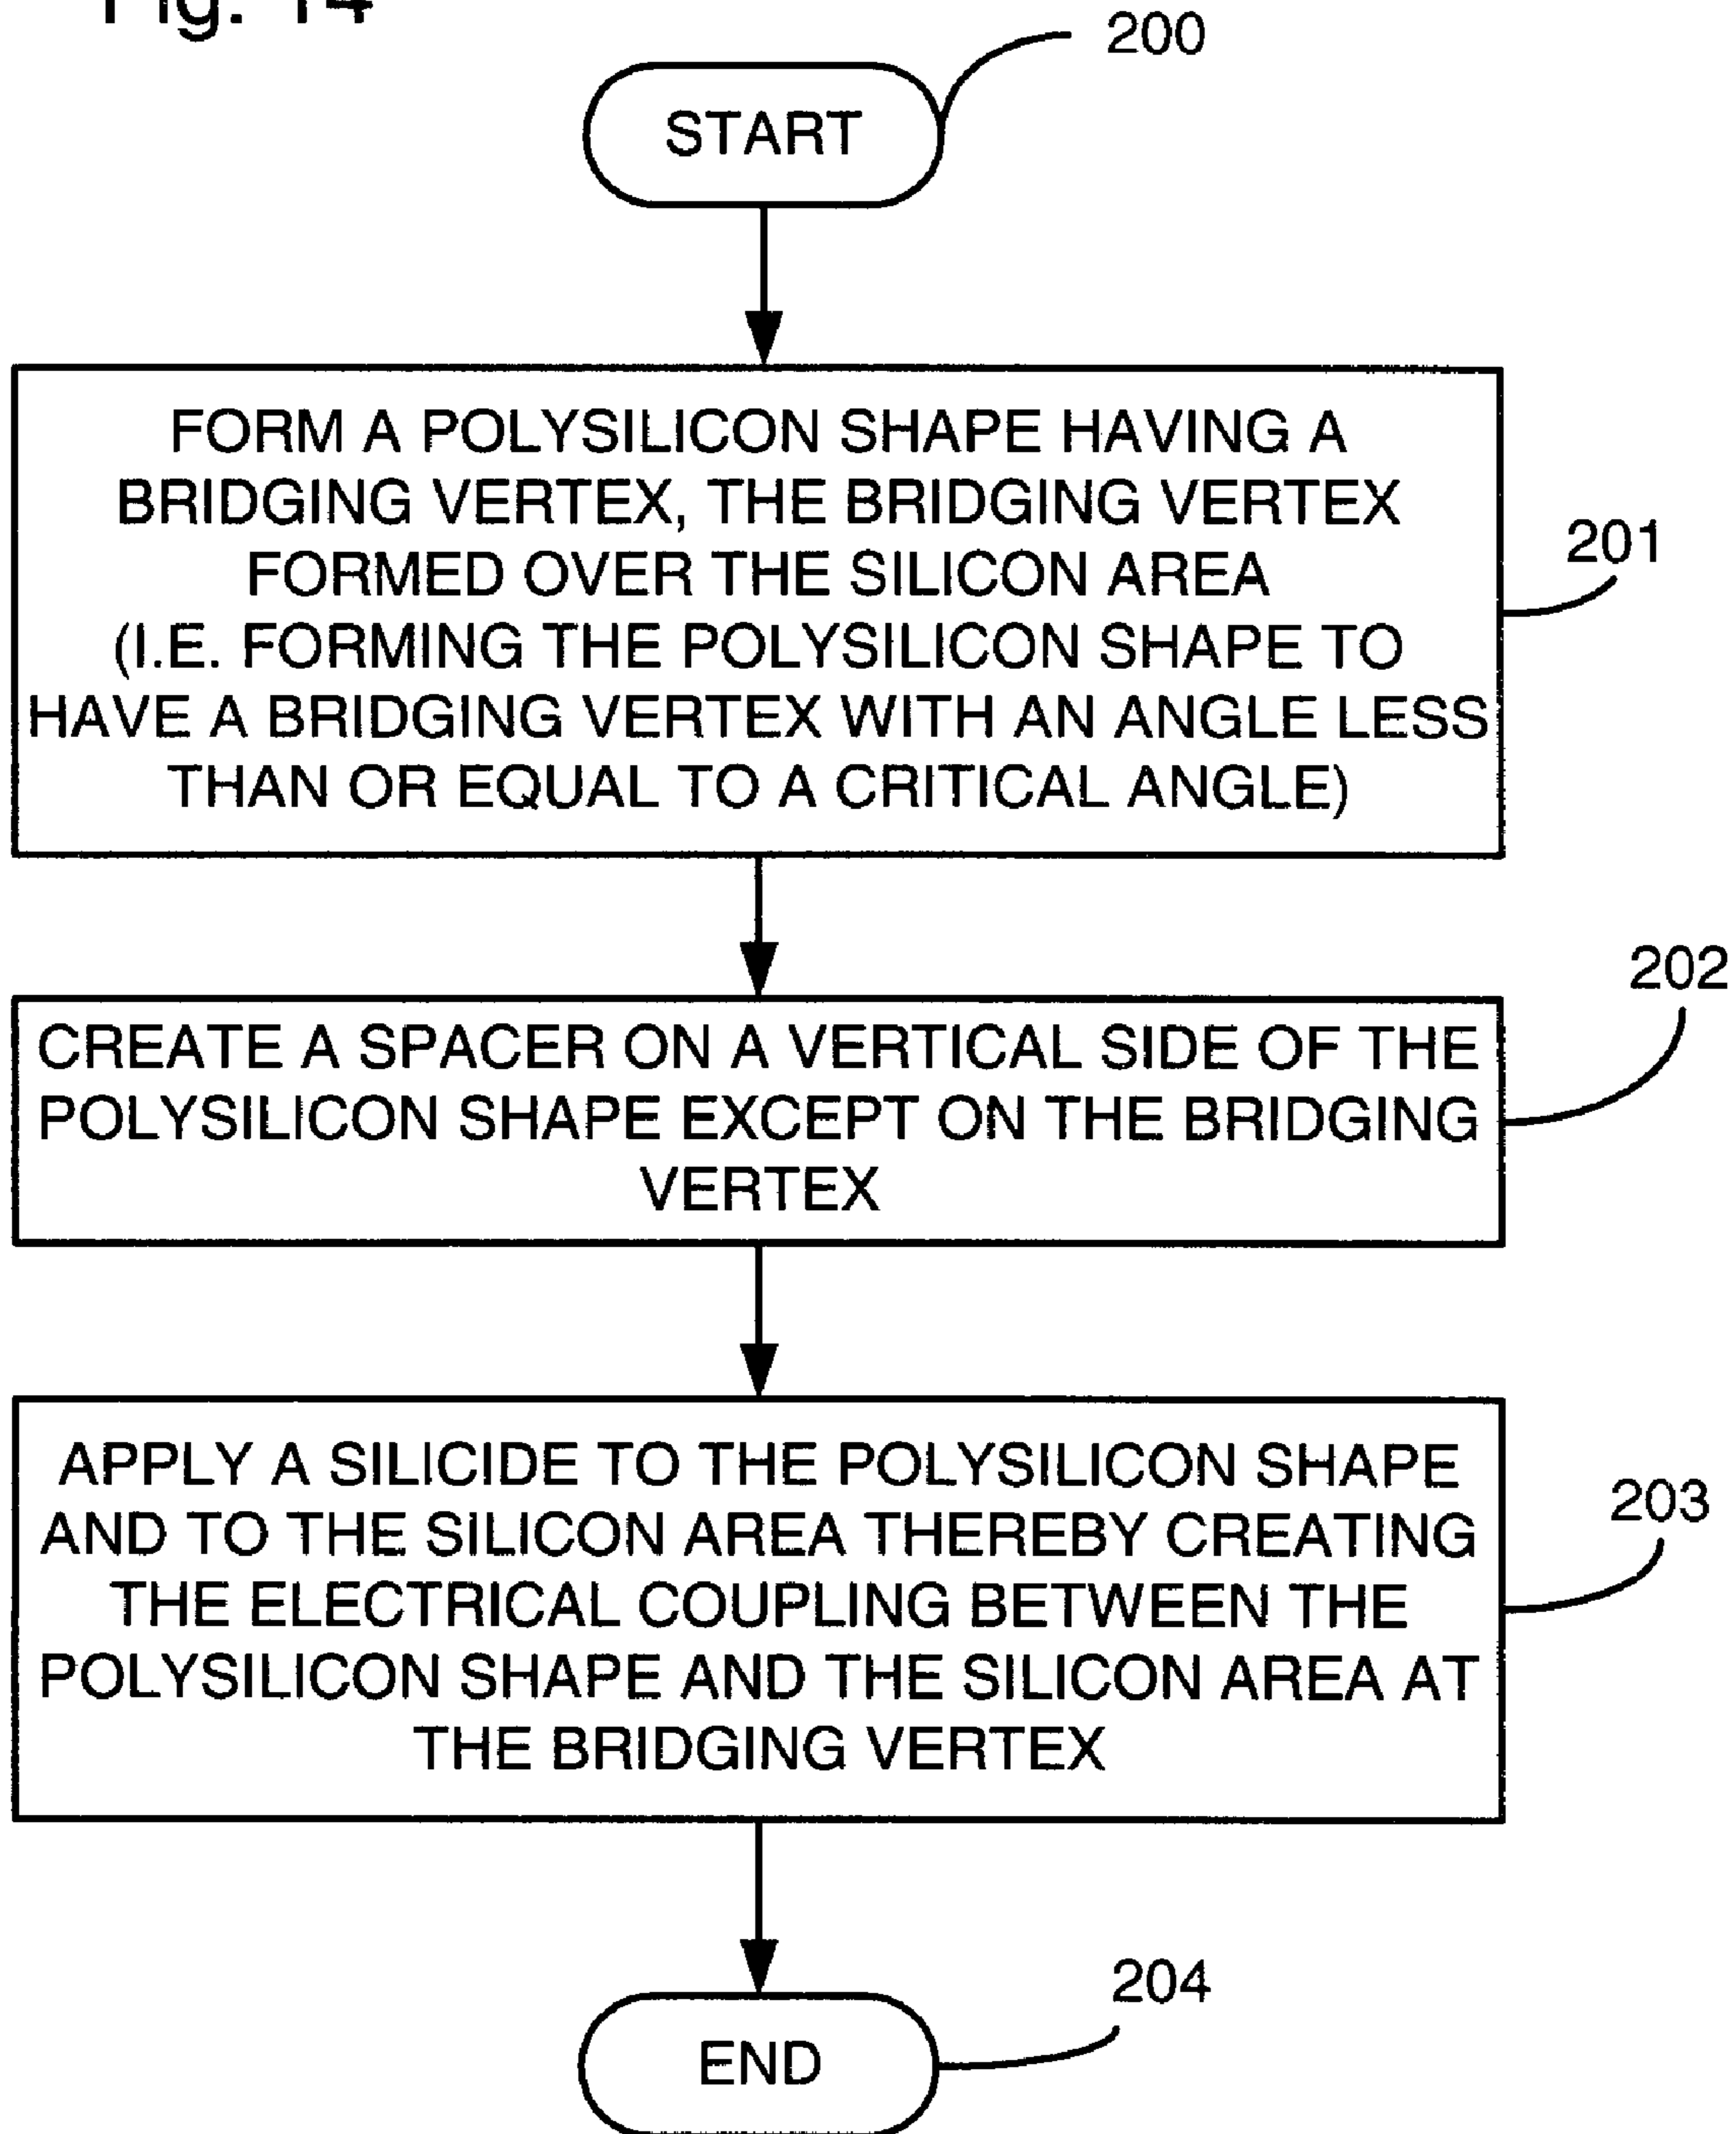 Fig. 14
200
START
FORM A POLYSILICON SHAPE HAVING A
BRIDGING VERTEX, THE BRIDGING VERTEX
FORMED OVER THE SILICON AREA
(I.E. FORMING THE POLYSILICON SHAPE TO
HAVE A BRIDGING VERTEX WITH AN ANGLE LESS
THAN OR EQUAL TO A CRITICAL ANGLE)
201
202
CREATE A SPACER ON A VERTICAL SIDE OF THE
POLYSILICON SHAPE EXCEPT ON THE BRIDGING
VERTEX
APPLY A SILICIDE TO THE POLYSILICON SHAPE
AND TO THE SILICON AREA THEREBY CREATING
THE ELECTRICAL COUPLING BETWEEN THE
POLYSILICON SHAPE AND THE SILICON AREA AT
THE BRIDGING VERTEX
203
204
END